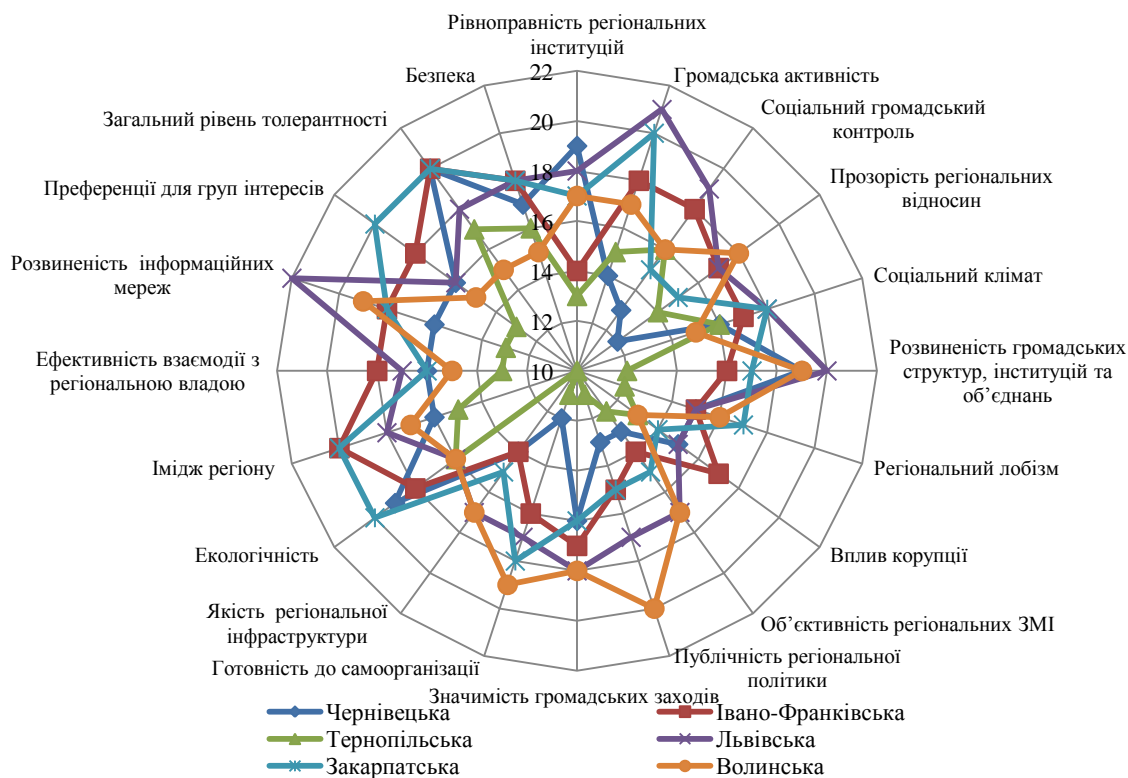 Рівноправність регіональних
інституцій
Громадська активність
Соціальний громадський
контроль
Прозорість регіональних
відносин
Соціальний клімат
Розвиненість громадських
структур, інституцій та
об’єднань
Регіональний лобізм
Вплив корупції
Об’єктивність регіональних ЗМІ
Публічність регіональної
політики
Значимість громадських заходів
Готовність до самоорганізації
Якість регіональної
інфраструктури
Екологічність
Імідж регіону
Ефективність взаємодії з
регіональною владою
Розвиненість інформаційних
мереж
Преференції для груп інтересів
Загальний рівень толерантності
Безпека
22
20
18
16
14
12
10
Чернівецька
Івано-Франківська
Тернопільська
Львівська
Закарпатська
Волинська